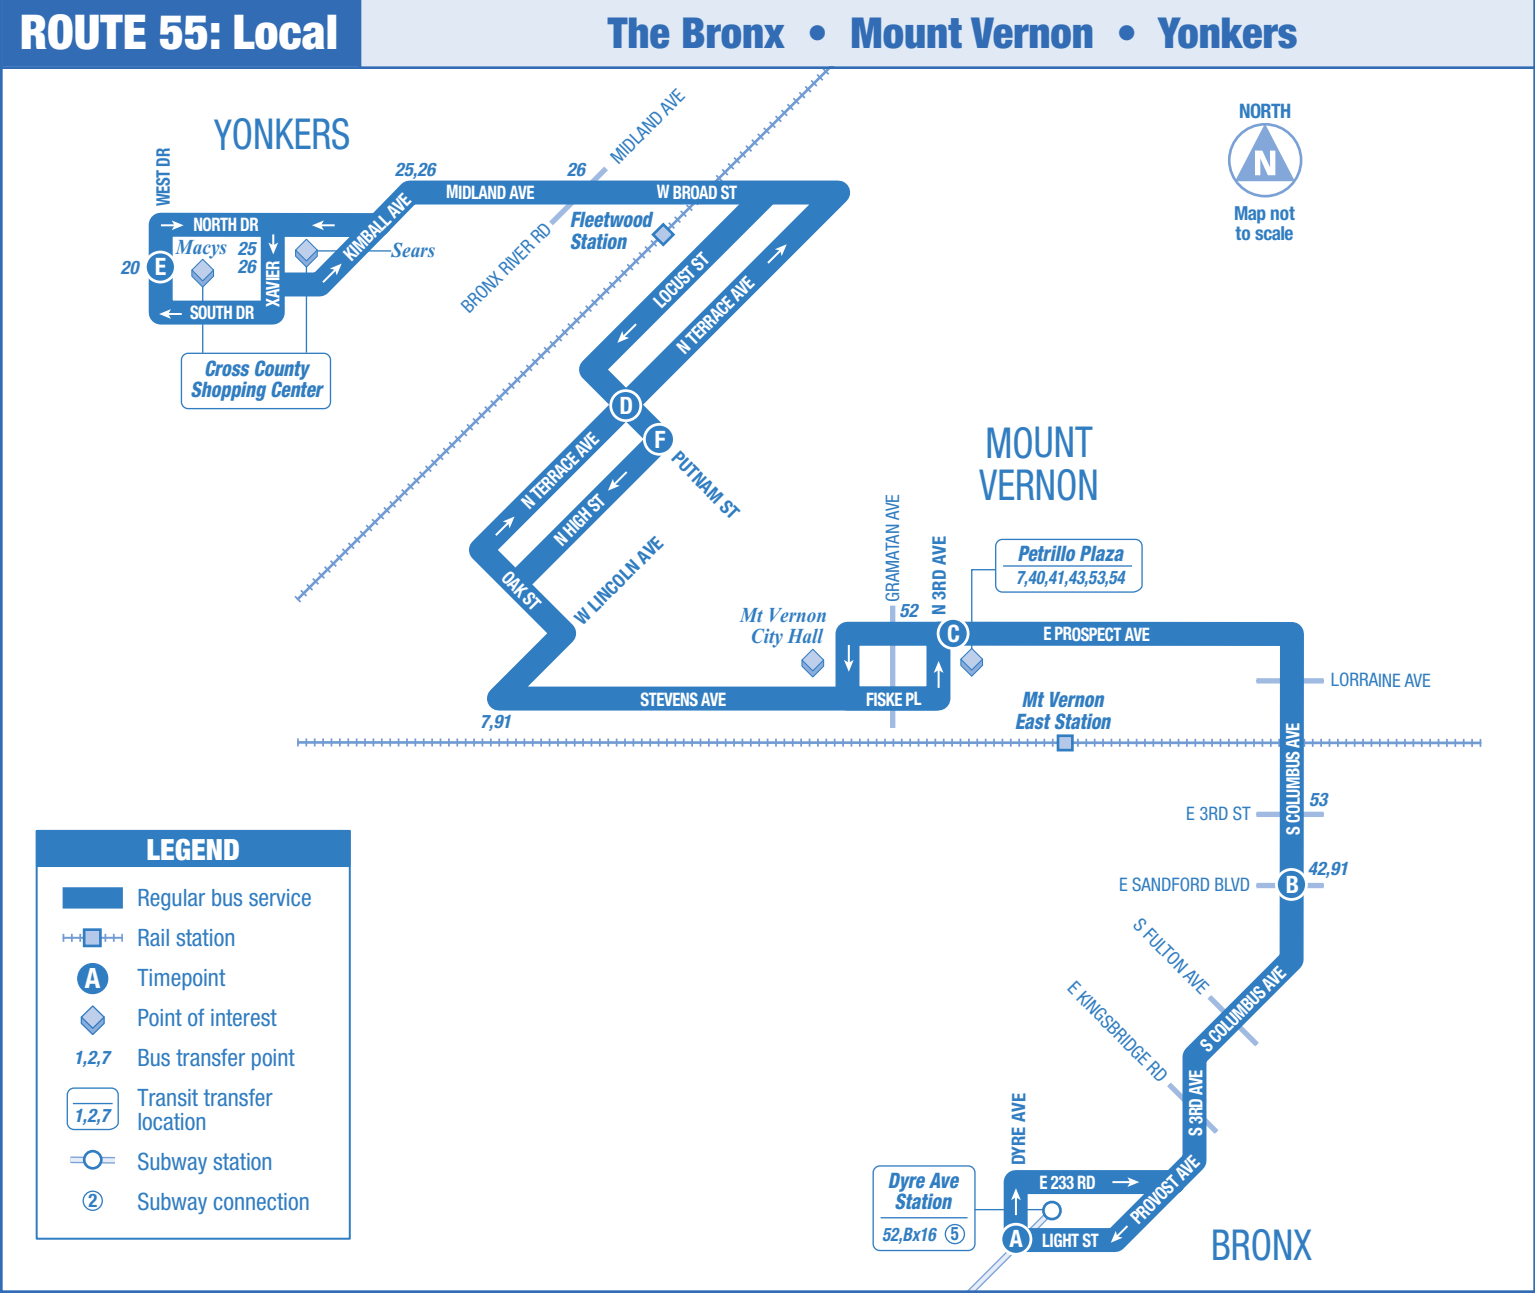 ROUTE 55: Local
The Bronx • Mount Vernon • Yonkers
YONKERS
WEST DR
25,26
26
MIDLAND AVE
NORTH
N
Map not
to scale
MIDLAND AVE
W BROAD ST
NORTH DR
KIMBALL AVE
Fleetwood
Station
BRONX RIVER RD
Macys
25
26
Sears
20
E
XAVIER
SOUTH DR
Cross County
Shopping Center
LOCUST ST
N TERRACE AVE
D
F
PUTNAM ST
N TERRACE AVE
N HIGH ST
OAK ST
W LINCOLN AVE
MOUNT
VERNON
GRAMATAN AVE
N 3RD AVE
Petrillo Plaza
7,40,41,43,53,54
52
Mt Vernon
City Hall
C
E PROSPECT AVE
STEVENS AVE
FISKE PL
7,91
Mt Vernon
East Station
LORRAINE AVE
S COLUMBUS AVE
E 3RD ST
53
E SANDFORD BLVD
B
42,91
S FULTON AVE
S COLUMBUS AVE
E KINGSBRIDGE RD
S 3RD AVE
DYRE AVE
E 233 RD
PROVOST AVE
Dyre Ave
Station
52,Bx16 5
A
LIGHT ST
BRONX
LEGEND
Regular bus service
Rail station
A Timepoint
Point of interest
1,2,7 Bus transfer point
1,2,7 Transit transfer
location
Subway station
2 Subway connection